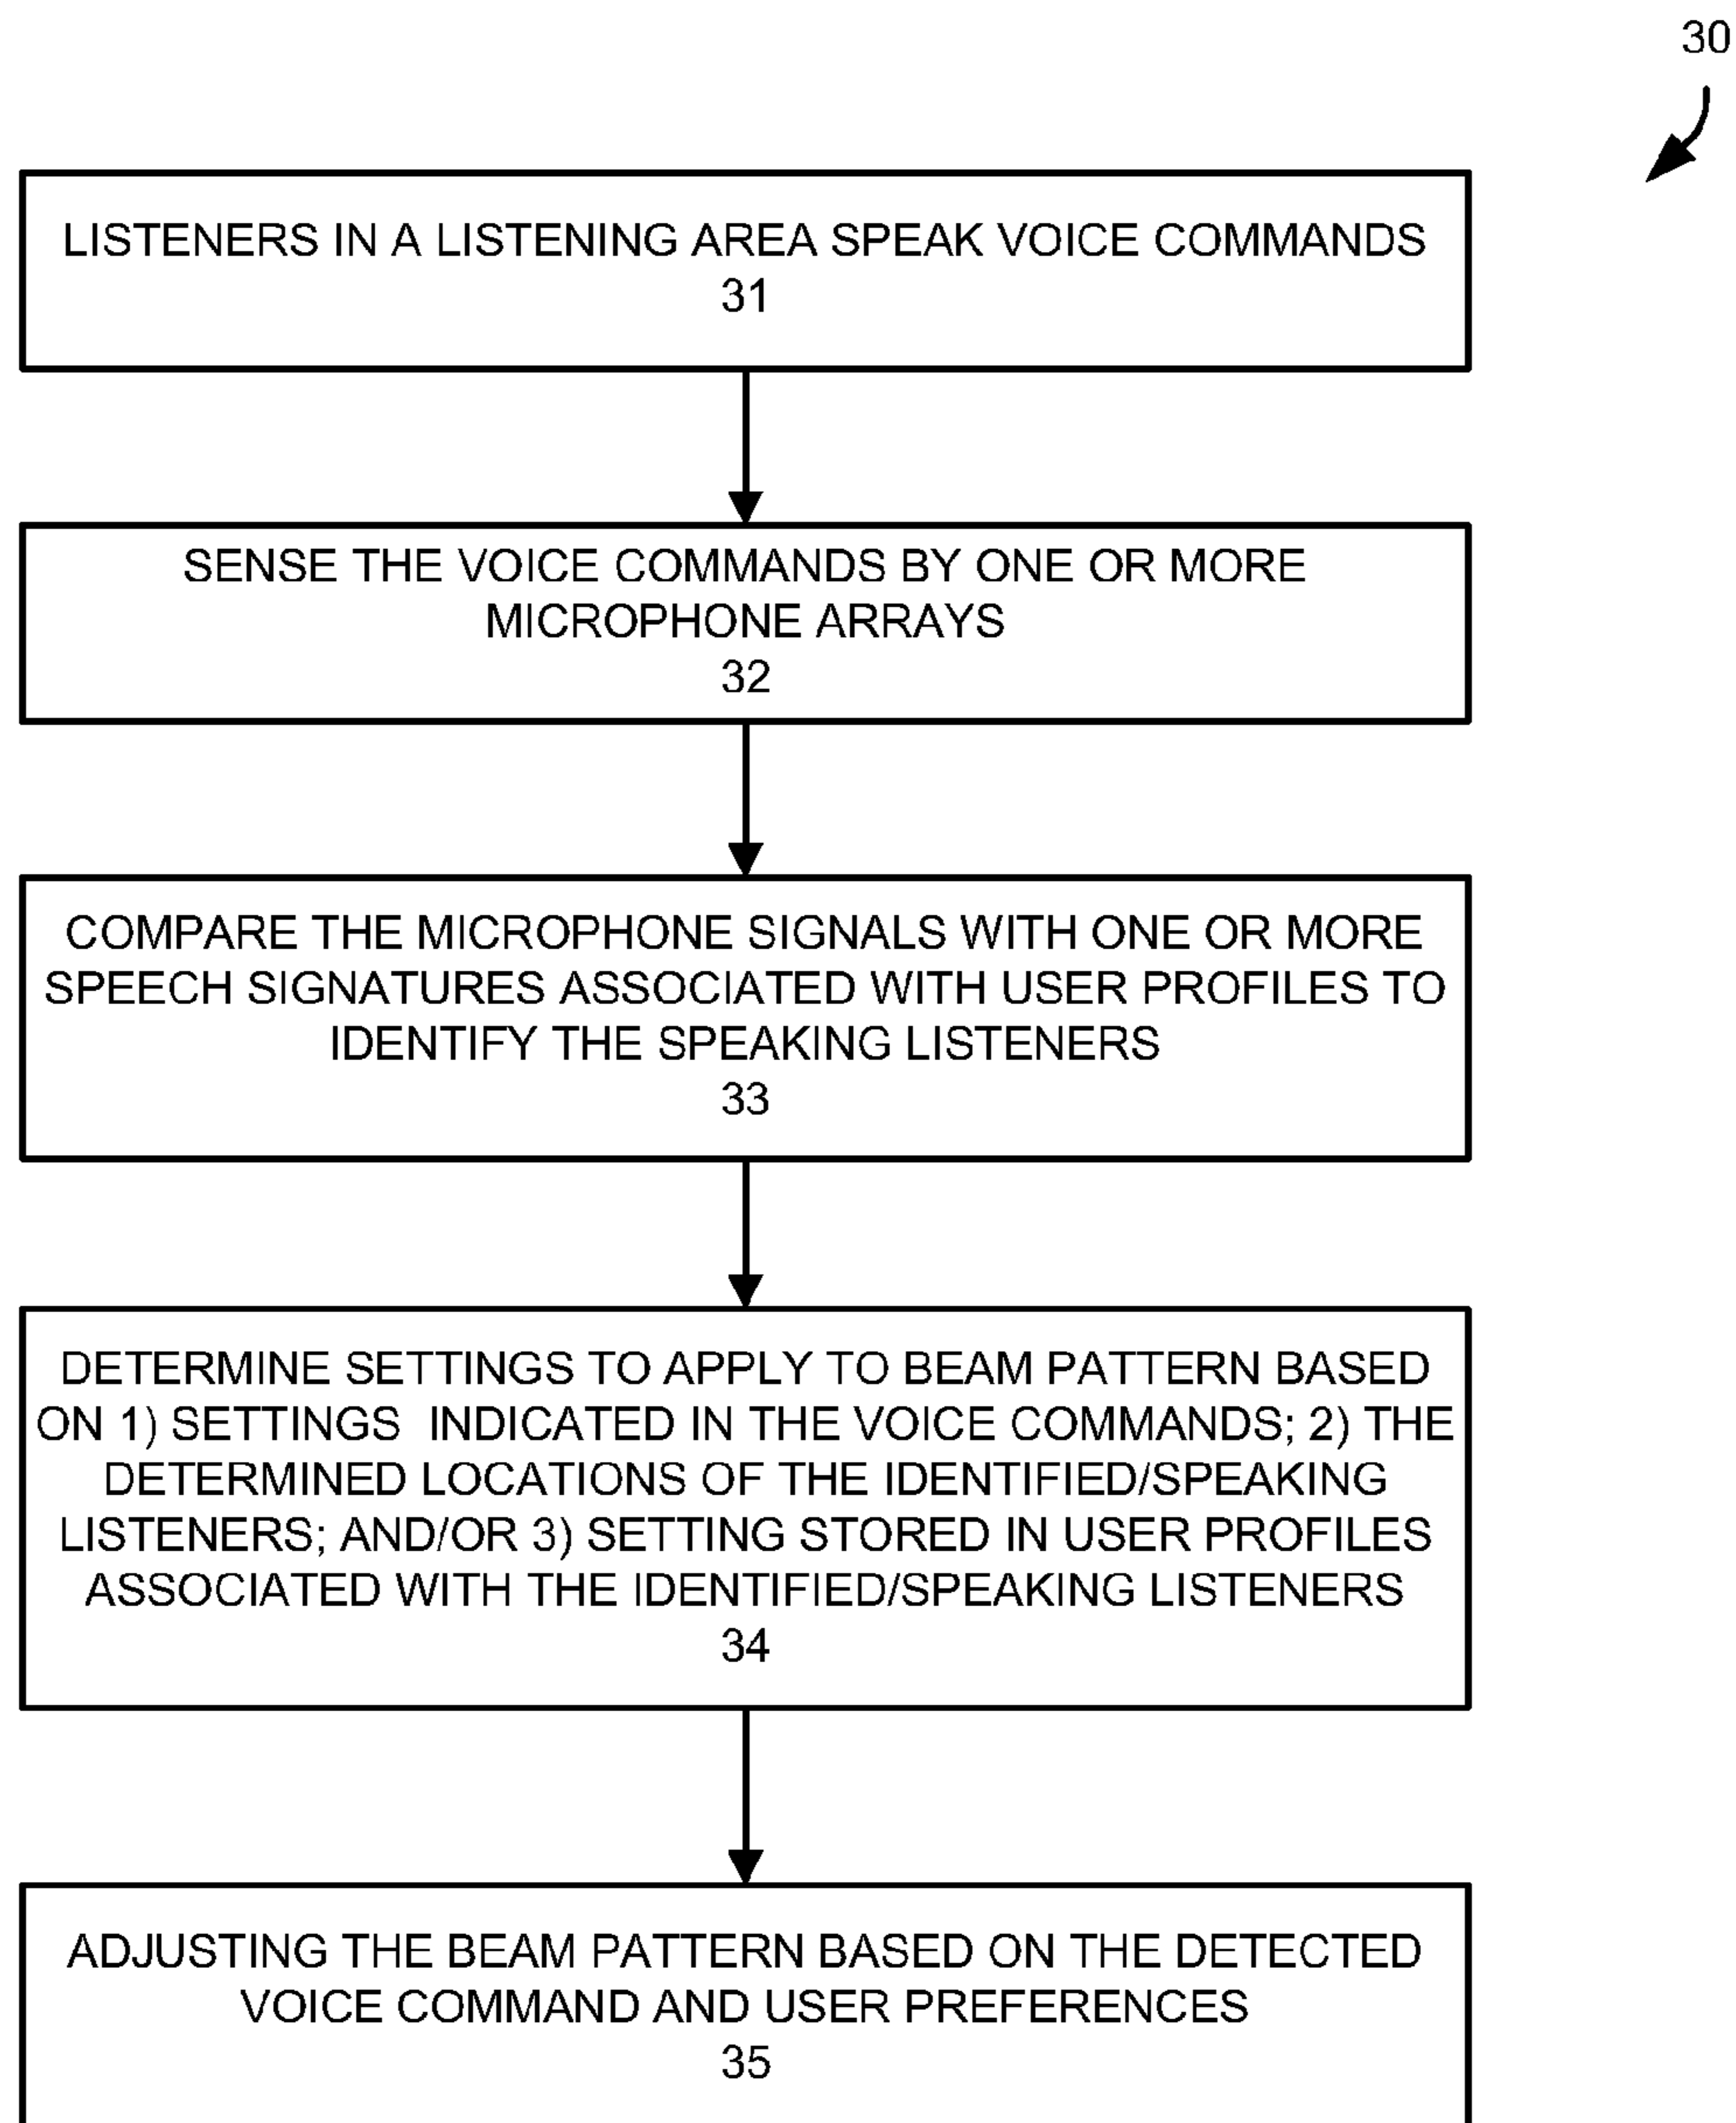 30
LISTENERS IN A LISTENING AREA SPEAK VOICE COMMANDS
31
SENSE THE VOICE COMMANDS BY ONE OR MORE
MICROPHONE ARRAYS
32
COMPARE THE MICROPHONE SIGNALS WITH ONE OR MORE
SPEECH SIGNATURES ASSOCIATED WITH USER PROFILES TO
IDENTIFY THE SPEAKING LISTENERS
33
DETERMINE SETTINGS TO APPLY TO BEAM PATTERN BASED
ON 1) SETTINGS INDICATED IN THE VOICE COMMANDS; 2) THE
DETERMINED LOCATIONS OF THE IDENTIFIED/SPEAKING
LISTENERS; AND/OR 3) SETTING STORED IN USER PROFILES
ASSOCIATED WITH THE IDENTIFIED/SPEAKING LISTENERS
34
ADJUSTING THE BEAM PATTERN BASED ON THE DETECTED
VOICE COMMAND AND USER PREFERENCES
35